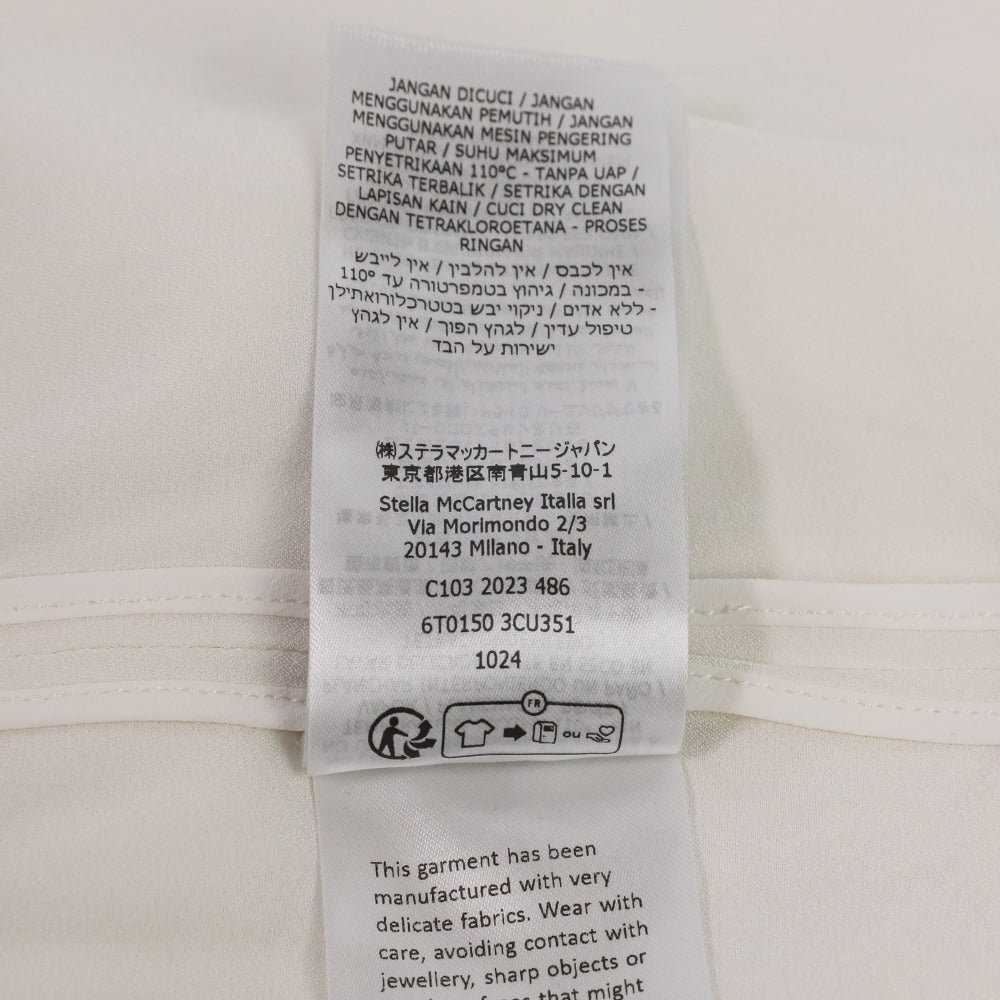 JANGAN DICUCI / JANGAN
MENGGUNAKAN PEMUTIH / JANGAN
MENGGUNAKAN MESIN PENGERING
PUTAR / SUHU MAKSIMUM
PENYETRIKAAN 110°C - TANPA UAP /
SETRIKA TERBALIK / SETRIKA DENGAN
LAPISAN KAIN / CUCI DRY CLEAN
DENGAN TETRAKLOROETANA - PROSES
RINGAN
אין לכבס / אין להלבין / אין לייבש
במכונה / גיהוץ בטמפרטורה עד 110° -
ללא אדים / ניקוי יבש בטטרכלורואתילן -
טיפול עדין / לגהץ הפוך / אין לגהץ
ישירות על הבד
㈱ステラマッカートニージャパン
東京都港区南青山5-10-1
Stella McCartney Italia srl
Via Morimondo 2/3
20143 Milano - Italy
C103 2023 486
6T0150 3CU351
1024
FR
ou
This garment has been
manufactured with very
delicate fabrics. Wear with
care, avoiding contact with
jewellery, sharp objects or
that might